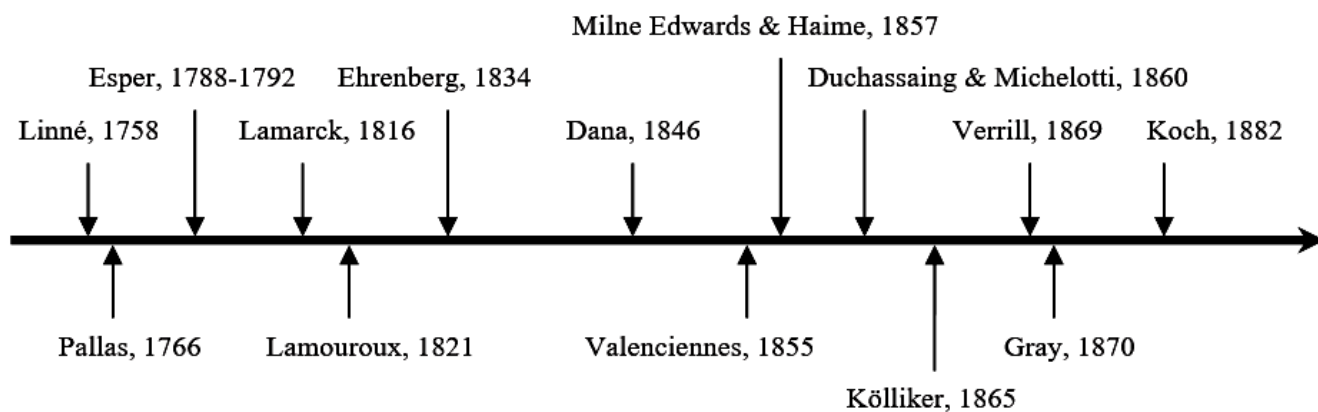 Milne Edwards & Haime, 1857
Esper, 1788-1792
Ehrenberg, 1834
Duchassaing & Michelotti, 1860
Linné, 1758
Lamarck, 1816
Dana, 1846
Verrill, 1869
Koch, 1882
Pallas, 1766
Lamouroux, 1821
Valenciennes, 1855
Gray, 1870
Kölliker, 1865